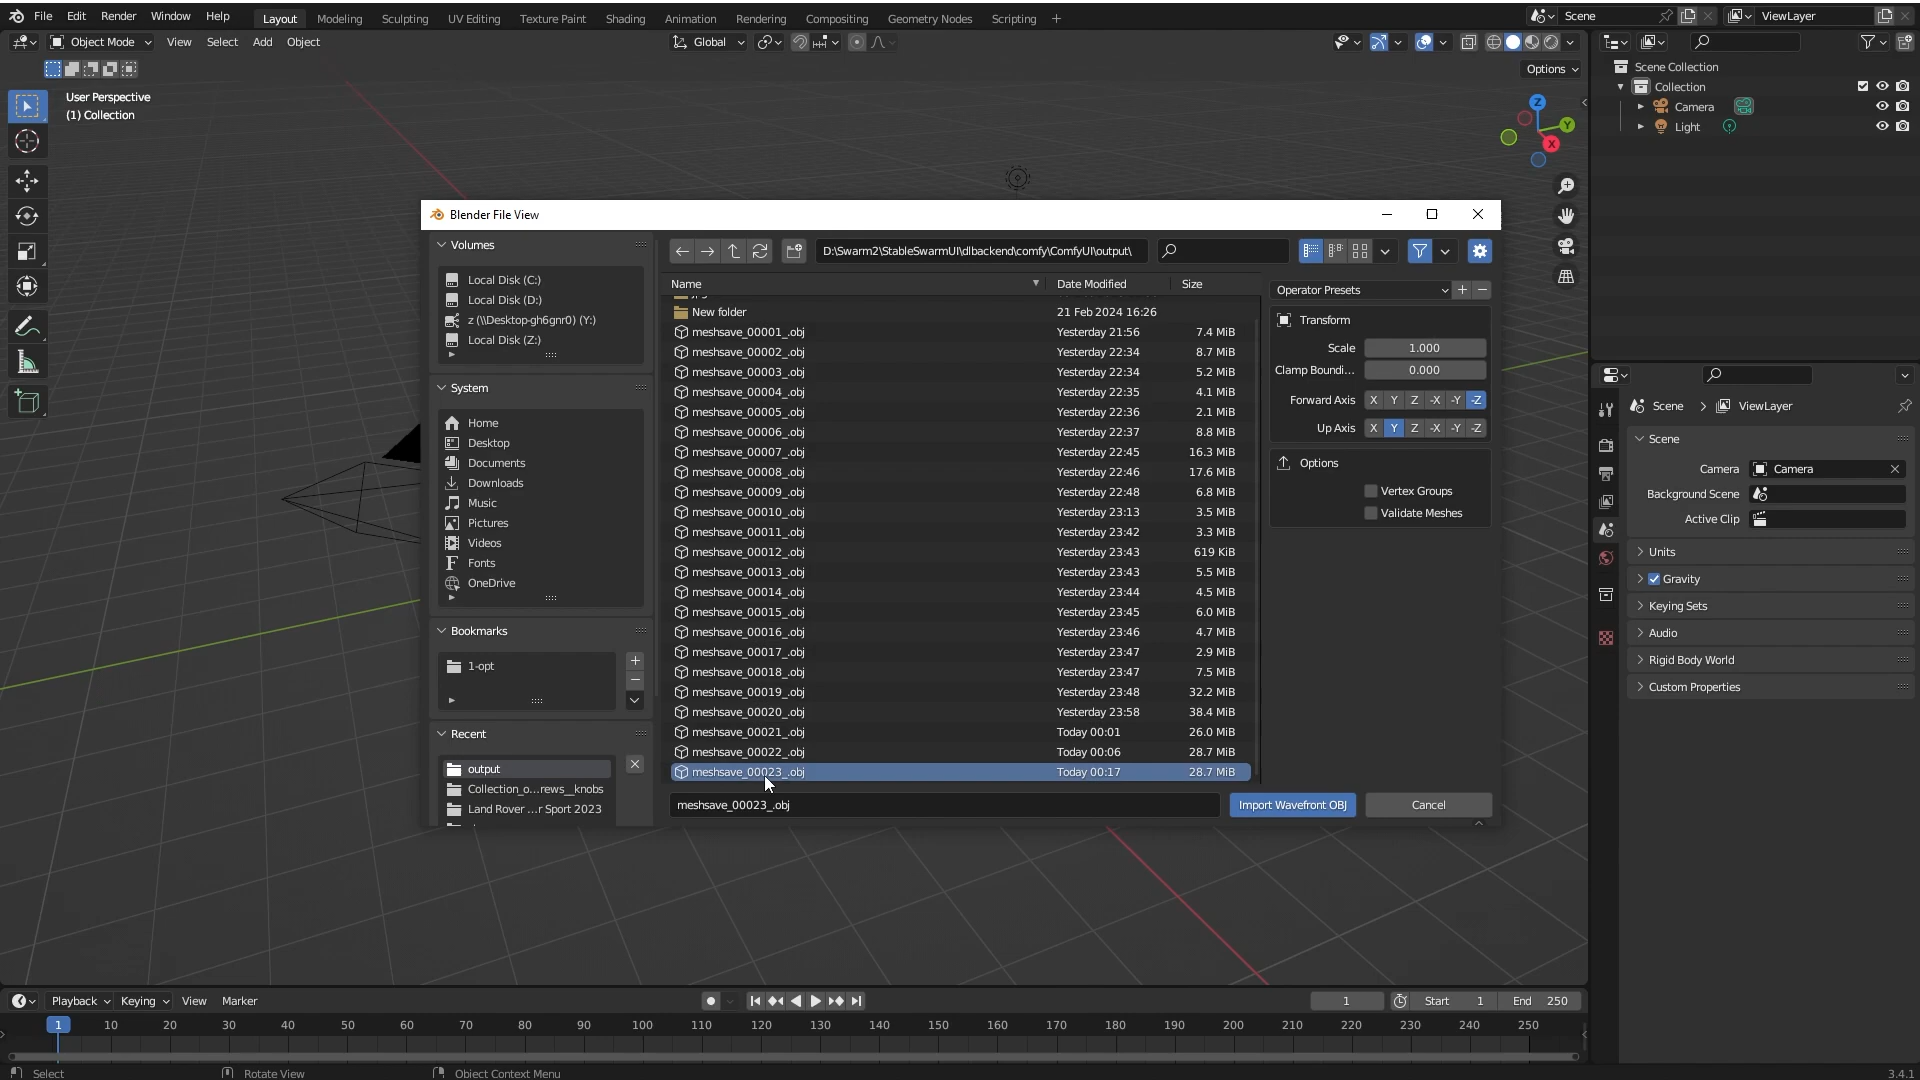 File Edit Render Window Help Layout Modeling Sculpting UV Editing Texture Paint Shading Animation Rendering Compositing Geometry Nodes Scripting + Scene ViewLayer
Object Mode View Select Add Object Global
Options
User Perspective
(1) Collection
Z
Y
X
Scene Collection
Collection
Camera
Light
Blender File View
Volumes
Local Disk (C:)
Local Disk (D:)
z (\\Desktop-gh6gnr0) (Y:)
Local Disk (Z:)
System
Home
Desktop
Documents
Downloads
Music
Pictures
Videos
Fonts
OneDrive
Bookmarks
1-opt
Recent
output
Collection_o...rews__knobs
Land Rover ...r Sport 2023
D:\Swarm2\StableSwarmUI\dlbackend\comfy\ComfyUI\output\
Name Date Modified Size
New folder 21 Feb 2024 16:26
meshsave_00001_.obj Yesterday 21:56 7.4 MiB
meshsave_00002_.obj Yesterday 22:34 8.7 MiB
meshsave_00003_.obj Yesterday 22:34 5.2 MiB
meshsave_00004_.obj Yesterday 22:35 4.1 MiB
meshsave_00005_.obj Yesterday 22:36 2.1 MiB
meshsave_00006_.obj Yesterday 22:37 8.8 MiB
meshsave_00007_.obj Yesterday 22:45 16.3 MiB
meshsave_00008_.obj Yesterday 22:46 17.6 MiB
meshsave_00009_.obj Yesterday 22:48 6.8 MiB
meshsave_00010_.obj Yesterday 23:13 3.5 MiB
meshsave_00011_.obj Yesterday 23:42 3.3 MiB
meshsave_00012_.obj Yesterday 23:43 619 KiB
meshsave_00013_.obj Yesterday 23:43 5.5 MiB
meshsave_00014_.obj Yesterday 23:44 4.5 MiB
meshsave_00015_.obj Yesterday 23:45 6.0 MiB
meshsave_00016_.obj Yesterday 23:46 4.7 MiB
meshsave_00017_.obj Yesterday 23:47 2.9 MiB
meshsave_00018_.obj Yesterday 23:47 7.5 MiB
meshsave_00019_.obj Yesterday 23:48 32.2 MiB
meshsave_00020_.obj Yesterday 23:58 38.4 MiB
meshsave_00021_.obj Today 00:01 26.0 MiB
meshsave_00022_.obj Today 00:06 28.7 MiB
meshsave_00023_.obj Today 00:17 28.7 MiB
meshsave_00023_.obj Import Wavefront OBJ Cancel
Operator Presets
Transform
Scale 1.000
Clamp Boundi... 0.000
Forward Axis X Y Z -X -Y -Z
Up Axis X Y Z -X -Y -Z
Options
Vertex Groups
Validate Meshes
Scene > ViewLayer
Scene
Camera Camera
Background Scene
Active Clip
Units
Gravity
Keying Sets
Audio
Rigid Body World
Custom Properties
Playback Keying View Marker 1 Start 1 End 250
1 10 20 30 40 50 60 70 80 90 100 110 120 130 140 150 160 170 180 190 200 210 220 230 240 250
Select Rotate View Object Context Menu 3.4.1